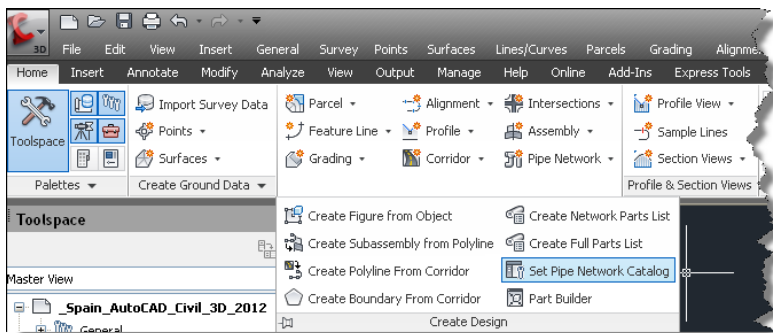 3D File Edit View Insert General Survey Points Surfaces Lines/Curves Parcels Grading
Home Insert Annotate Modify Analyze View Output Manage Help Online Add-Ins Express Tools
Import Survey Data Parcel Alignment Intersections Profile View
Toolspace Points Feature Line Profile Assembly Sample Lines
Surfaces Grading Corridor Pipe Network Section Views
Palettes Create Ground Data Profile & Section Views
Toolspace Create Figure from Object Create Network Parts List
Create Subassembly from Polyline Create Full Parts List
Master View Create Polyline From Corridor Set Pipe Network Catalog
_Spain_AutoCAD_Civil_3D_2012 Create Boundary From Corridor Part Builder
General Create Design